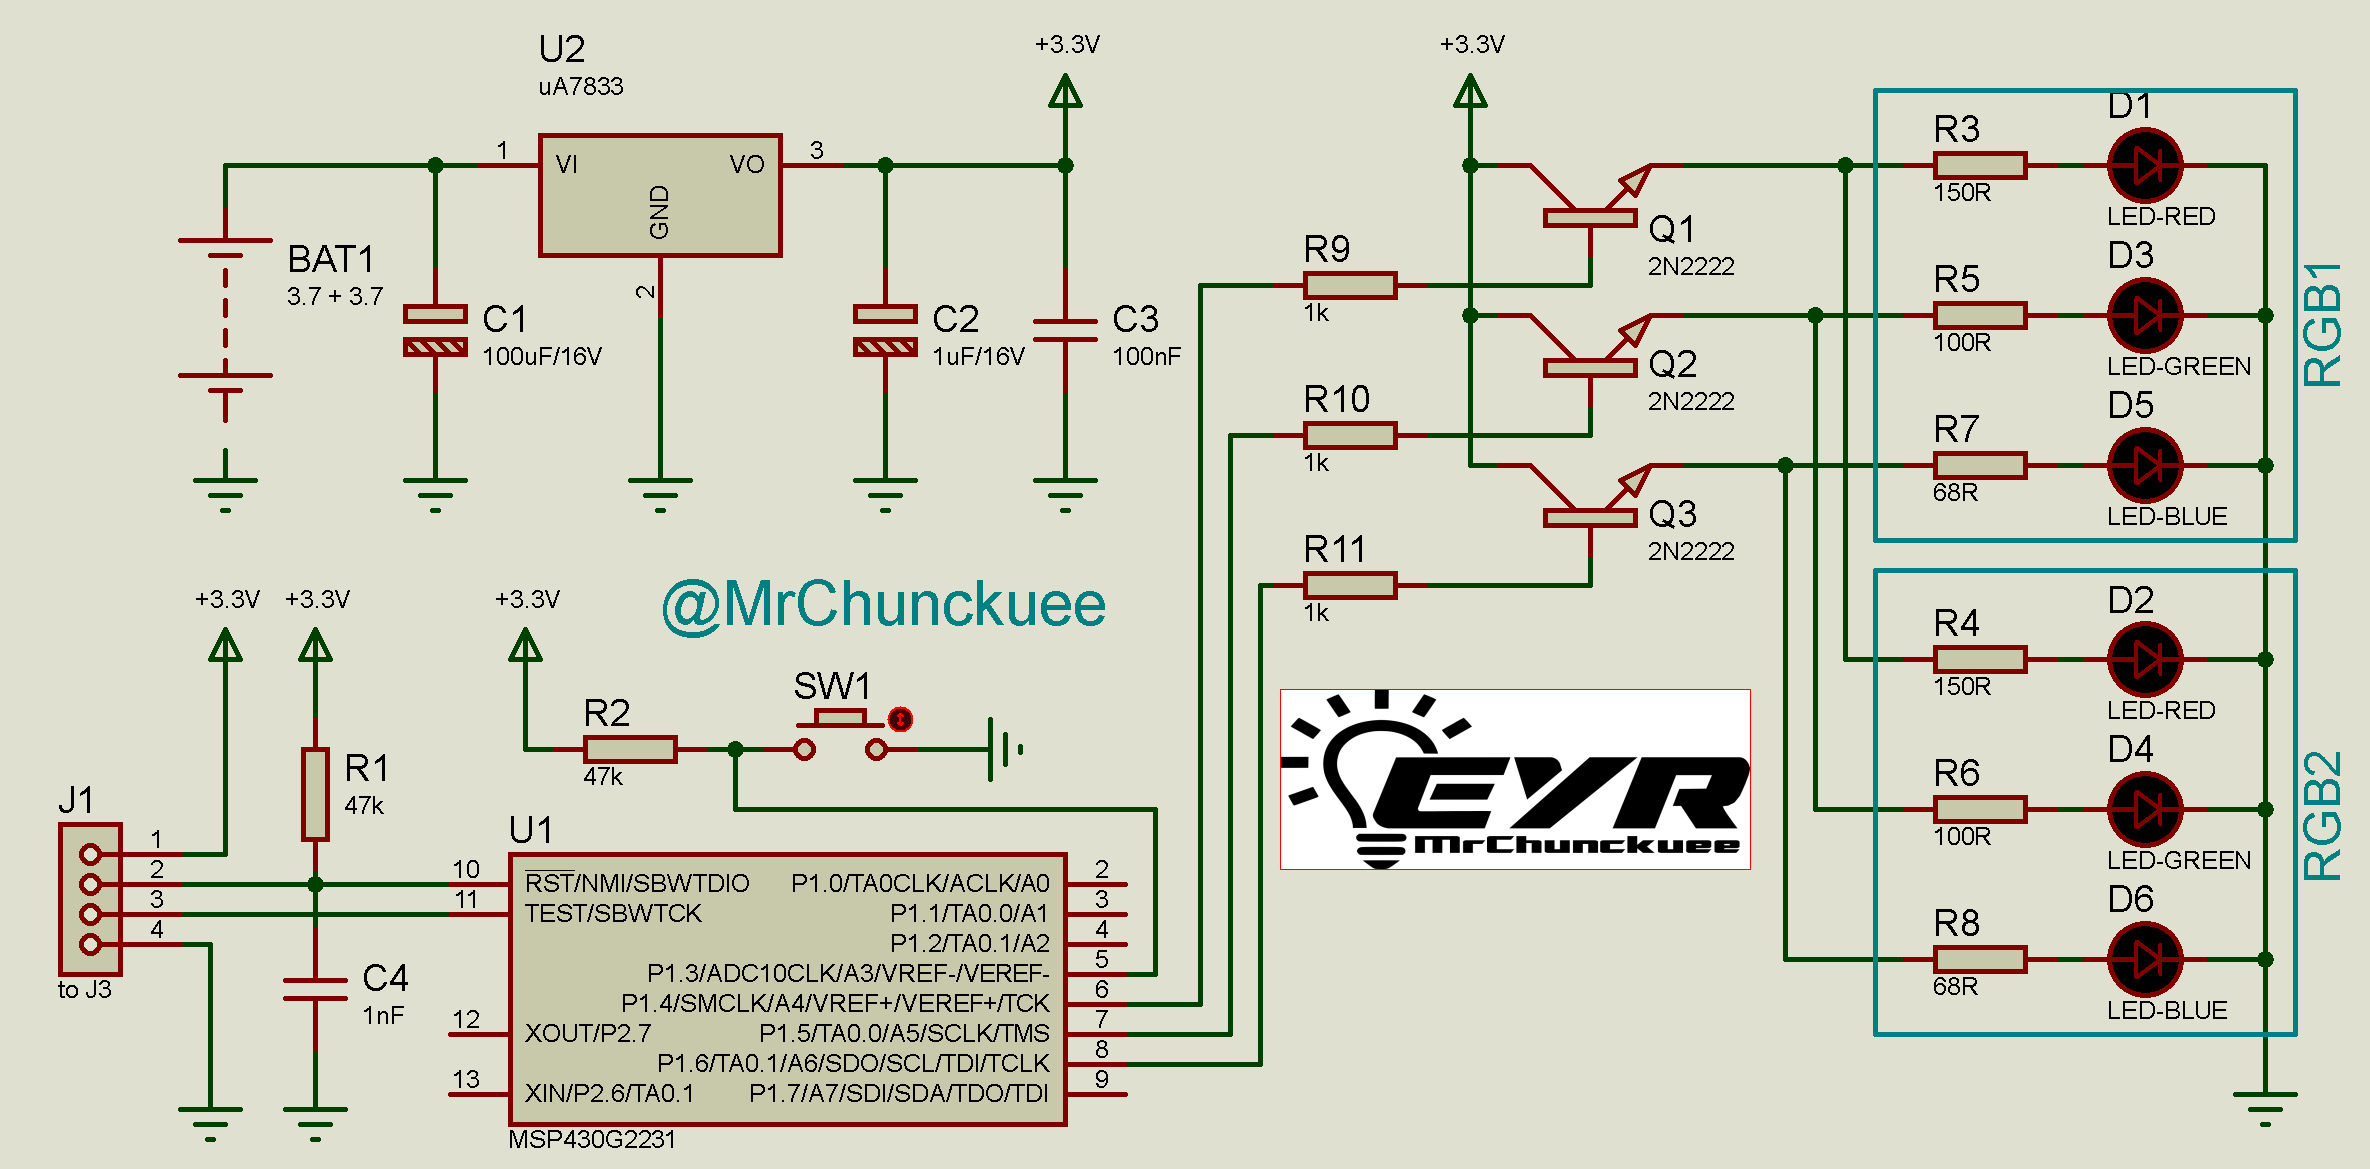 U2
uA7833
1
VI
VO
3
GND
2
+3.3V
BAT1
3.7 + 3.7
C1
100uF/16V
C2
1uF/16V
C3
100nF
+3.3V
R9
1k
R10
1k
R11
1k
Q1
2N2222
Q2
2N2222
Q3
2N2222
R3
150R
D1
LED-RED
R5
100R
D3
LED-GREEN
R7
68R
D5
LED-BLUE
RGB1
R4
150R
D2
LED-RED
R6
100R
D4
LED-GREEN
R8
68R
D6
LED-BLUE
RGB2
@MrChunckuee
EYR
MrChunckuee
+3.3V
+3.3V
+3.3V
R1
47k
R2
47k
SW1
J1
1
2
3
4
to J3
C4
1nF
U1
10
RST/NMI/SBWTDIO
11
TEST/SBWTCK
12
XOUT/P2.7
13
XIN/P2.6/TA0.1
P1.0/TA0CLK/ACLK/A0
2
P1.1/TA0.0/A1
3
P1.2/TA0.1/A2
4
P1.3/ADC10CLK/A3/VREF-/VEREF-
5
P1.4/SMCLK/A4/VREF+/VEREF+/TCK
6
P1.5/TA0.0/A5/SCLK/TMS
7
P1.6/TA0.1/A6/SDO/SCL/TDI/TCLK
8
P1.7/A7/SDI/SDA/TDO/TDI
9
MSP430G2231